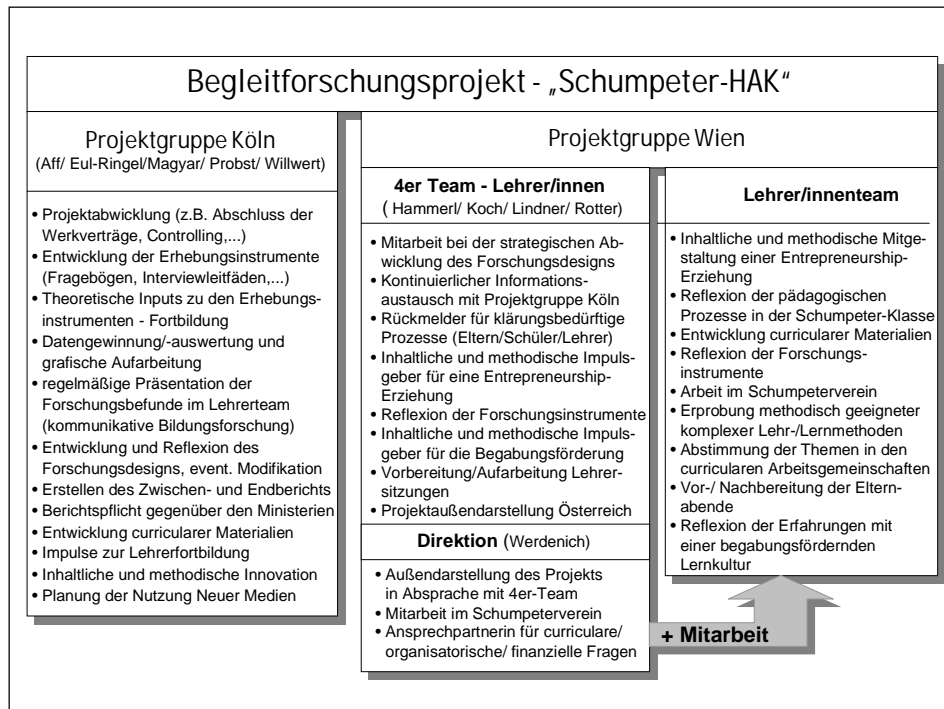 Begleitforschungsprojekt - „Schumpeter-HAK“
Projektgruppe Köln
(Aff/ Eul-Ringel/Magyar/ Probst/ Willwert)
• Projektabwicklung (z.B. Abschluss der
Werkverträge, Controlling,...)
• Entwicklung der Erhebungsinstrumente
(Fragebögen, Interviewleitfäden,...)
• Theoretische Inputs zu den Erhebungs-
instrumenten - Fortbildung
• Datengewinnung/-auswertung und
grafische Aufarbeitung
• regelmäßige Präsentation der
Forschungsbefunde im Lehrerteam
(kommunikative Bildungsforschung)
• Entwicklung und Reflexion des
Forschungsdesigns, event. Modifikation
• Erstellen des Zwischen- und Endberichts
• Berichtspflicht gegenüber den Ministerien
• Entwicklung curricularer Materialien
• Impulse zur Lehrerfortbildung
• Inhaltliche und methodische Innovation
• Planung der Nutzung Neuer Medien
Projektgruppe Wien
4er Team - Lehrer/innen
( Hammerl/ Koch/ Lindner/ Rotter)
• Mitarbeit bei der strategischen Ab-
wicklung des Forschungsdesigns
• Kontinuierlicher Informations-
austausch mit Projektgruppe Köln
• Rückmelder für klärungsbedürftige
Prozesse (Eltern/Schüler/Lehrer)
• Inhaltliche und methodische Impuls-
geber für eine Entrepreneurship-
Erziehung
• Reflexion der Forschungsinstrumente
• Inhaltliche und methodische Impuls-
geber für die Begabungsförderung
• Vorbereitung/Aufarbeitung Lehrer-
sitzungen
• Projektaußendarstellung Österreich
Direktion (Werdenich)
• Außendarstellung des Projekts
in Absprache mit 4er-Team
• Mitarbeit im Schumpeterverein
• Ansprechpartnerin für curriculare/
organisatorische/ finanzielle Fragen
Lehrer/innenteam
• Inhaltliche und methodische Mitge-
staltung einer Entrepreneurship-
Erziehung
• Reflexion der pädagogischen
Prozesse in der Schumpeter-Klasse
• Entwicklung curricularer Materialien
• Reflexion der Forschungs-
instrumente
• Arbeit im Schumpeterverein
• Erprobung methodisch geeigneter
komplexer Lehr-/Lernmethoden
• Abstimmung der Themen in den
curricularen Arbeitsgemeinschaften
• Vor-/ Nachbereitung der Eltern-
abende
• Reflexion der Erfahrungen mit
einer begabungsfördernden
Lernkultur
+ Mitarbeit